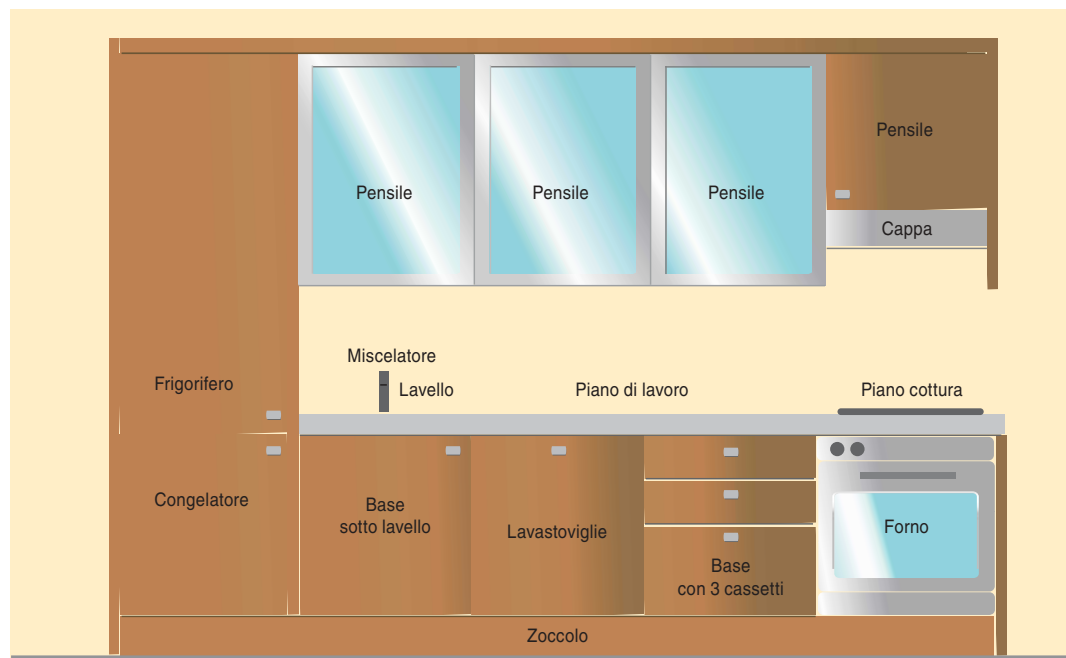 Pensile
Pensile
Pensile
Pensile
Cappa
Miscelatore
Frigorifero
Lavello
Piano di lavoro
Piano cottura
Congelatore
Base
sotto lavello
Lavastoviglie
Forno
Base
con 3 cassetti
Zoccolo